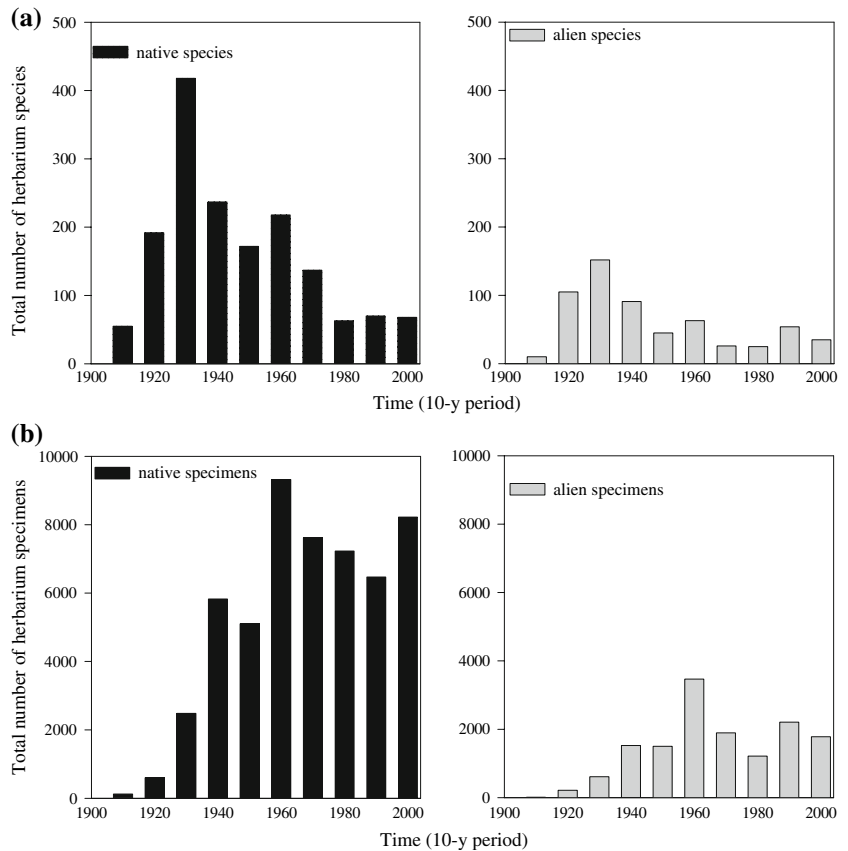 (a)
Total number of herbarium species
500
400
300
200
100
0
native species
1900 1920 1940 1960 1980 2000
500
400
300
200
100
0
alien species
1900 1920 1940 1960 1980 2000
Time (10-y period)
(b)
Total number of herbarium specimens
10000
8000
6000
4000
2000
0
native specimens
1900 1920 1940 1960 1980 2000
10000
8000
6000
4000
2000
0
alien specimens
1900 1920 1940 1960 1980 2000
Time (10-y period)